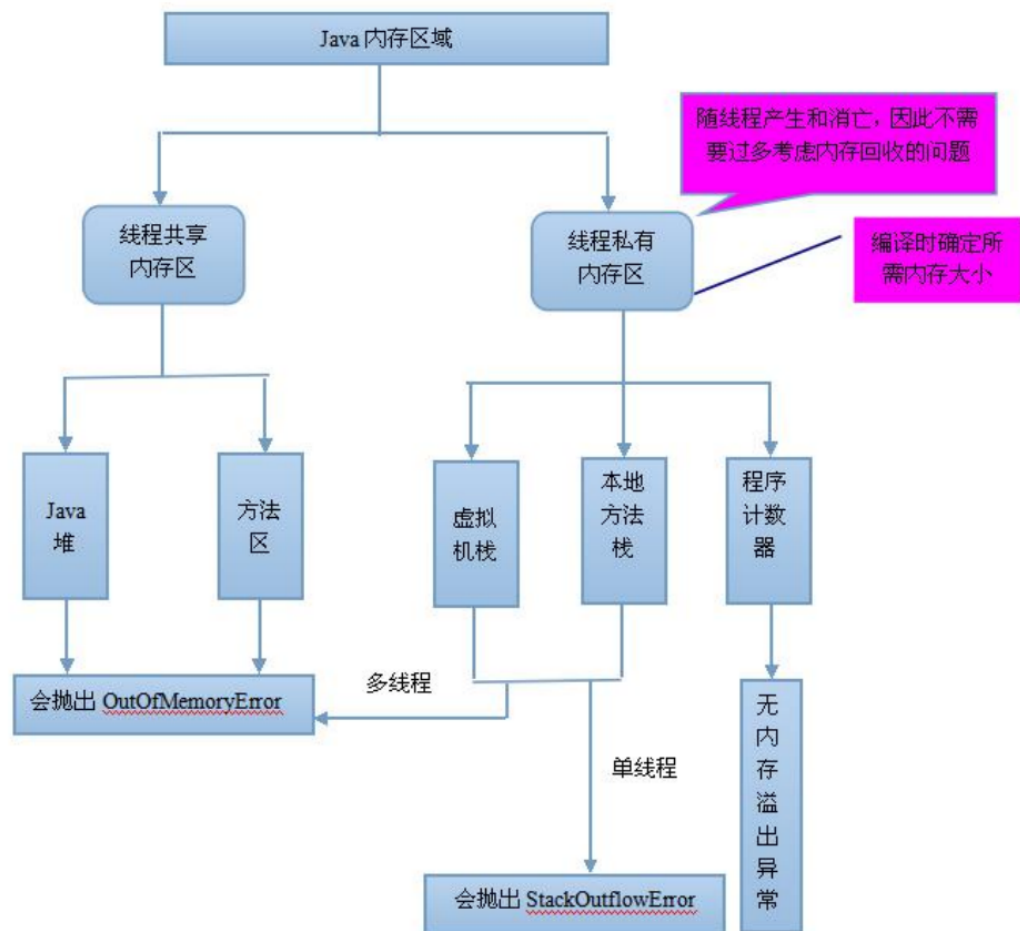 Java 内存区域
随线程产生和消亡，因此不需
要过多考虑内存回收的问题
线程共享
内存区
线程私有
内存区
编译时确定所
需内存大小
Java
堆
方法
区
虚拟
机栈
本地
方法
栈
程序
计数
器
会抛出 OutOfMemoryError
多线程
单线程
无
内
存
溢
出
异
常
会抛出 StackOutflowError